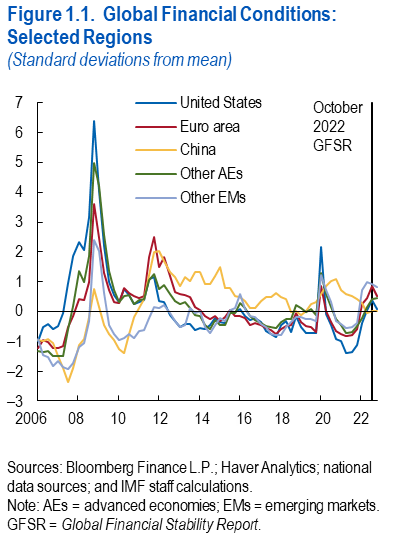 Figure 1.1. Global Financial Conditions:
Selected Regions
(Standard deviations from mean)
United States
Euro area
China
Other AEs
Other EMs
October
2022
GFSR
7
6
5
4
3
2
1
0
–1
–2
–3
2006 08 10 12 14 16 18 20 22
Sources: Bloomberg Finance L.P.; Haver Analytics; national
data sources; and IMF staff calculations.
Note: AEs = advanced economies; EMs = emerging markets.
GFSR = Global Financial Stability Report.